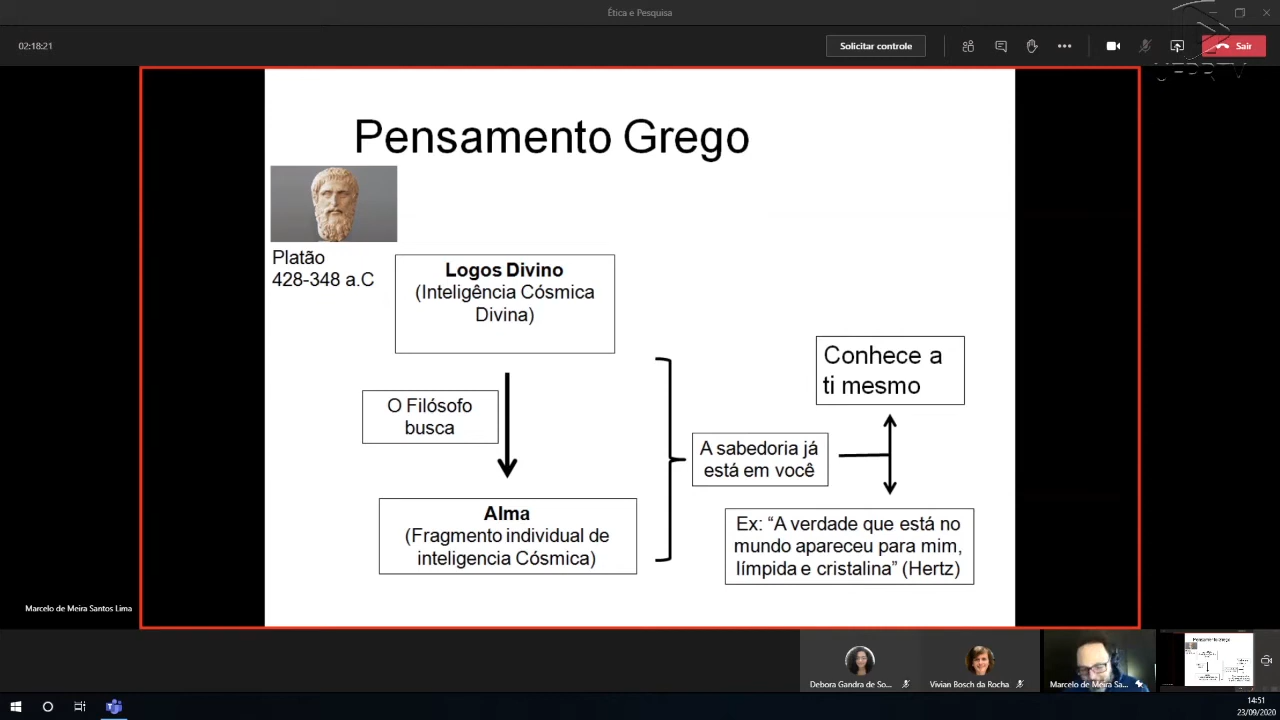 Ética e Pesquisa
02:18:21
Solicitar controle
Sair
Pensamento Grego
Platão
428-348 a.C
Logos Divino
(Inteligência Cósmica
Divina)
O Filósofo
busca
Alma
(Fragmento individual de
inteligencia Cósmica)
A sabedoria já
está em você
Conhece a
ti mesmo
Ex: “A verdade que está no
mundo apareceu para mim,
límpida e cristalina” (Hertz)
Marcelo de Meira Santos Lima
Debora Gandra de So...
Vivian Bosch da Rocha
Marcelo de Meira Sa...
Pensamento Grego
14:51
23/09/2020